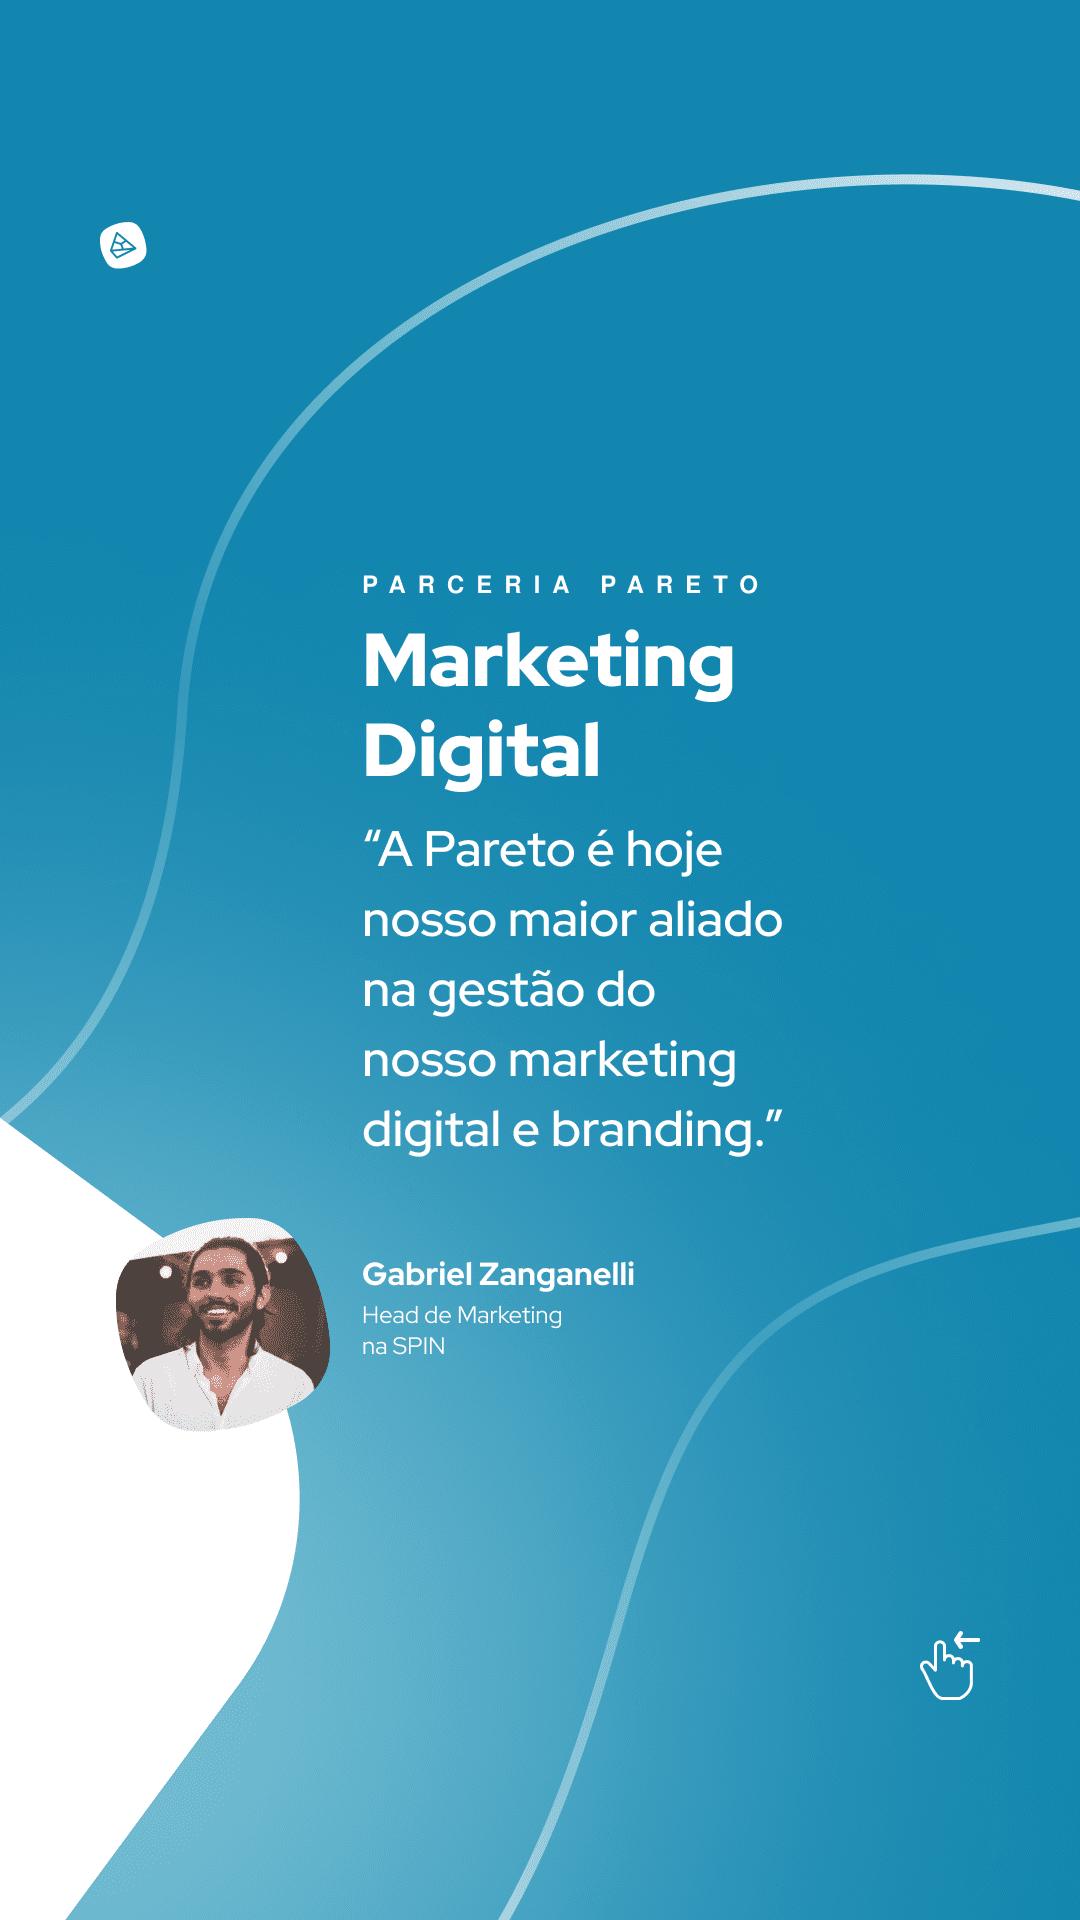 PARCERIA PARETO
Marketing
Digital
“A Pareto é hoje
nosso maior aliado
na gestão do
nosso marketing
digital e branding.”
Gabriel Zanganelli
Head de Marketing
na SPIN